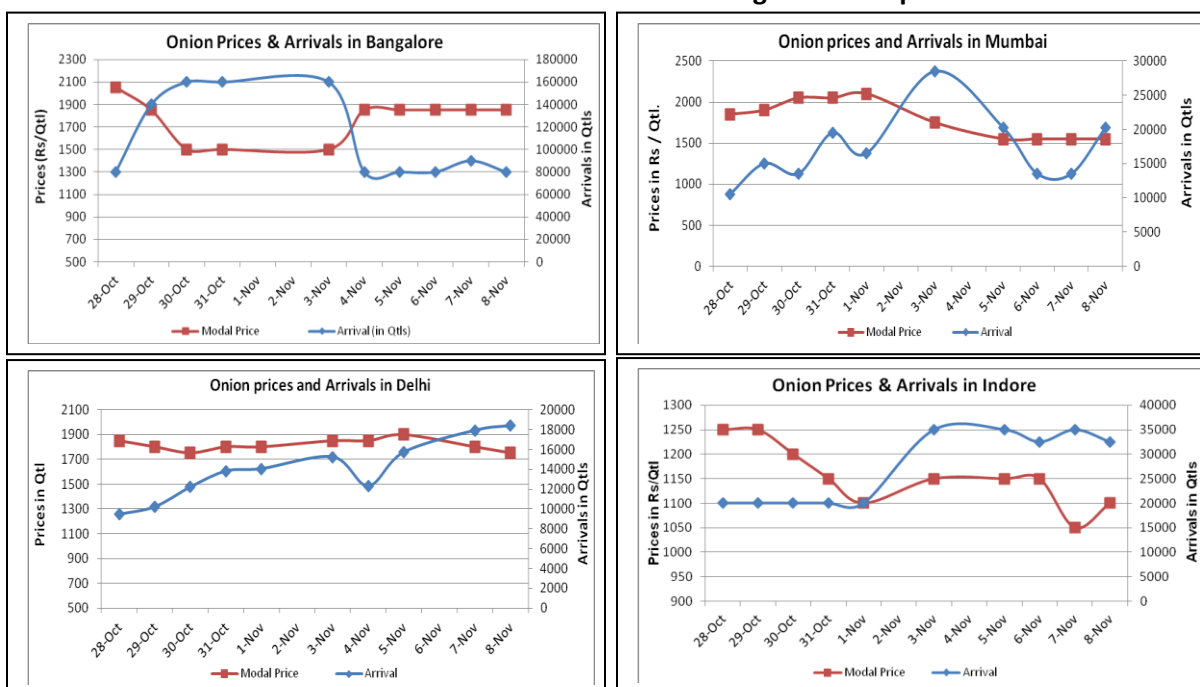 Onion Prices & Arrivals in Bangalore
Prices (Rs/Qtl)
2300
2100
1900
1700
1500
1300
1100
900
700
500
180000
160000
140000
120000
100000
80000
60000
40000
20000
0
Arrivals in Qtls
28-Oct
29-Oct
30-Oct
31-Oct
1-Nov
2-Nov
3-Nov
4-Nov
5-Nov
6-Nov
7-Nov
8-Nov
Modal Price
Arrival (in Qtls)
Onion prices and Arrivals in Mumbai
Prices in Rs / Qtl.
2500
2000
1500
1000
500
0
30000
25000
20000
15000
10000
5000
0
Arrivals in Qtls
28-Oct
29-Oct
30-Oct
31-Oct
1-Nov
2-Nov
3-Nov
4-Nov
5-Nov
6-Nov
7-Nov
8-Nov
Modal Price
Arrival
Onion prices and Arrivals in Delhi
Prices in Qtl
2100
1900
1700
1500
1300
1100
900
700
500
20000
18000
16000
14000
12000
10000
8000
6000
4000
2000
0
Arrivals in Qtls
28-Oct
29-Oct
30-Oct
31-Oct
1-Nov
2-Nov
3-Nov
4-Nov
5-Nov
6-Nov
7-Nov
8-Nov
Modal Price
Arrival
Onion Prices & Arrivals in Indore
Prices in Rs/Qtl
1300
1250
1200
1150
1100
1050
1000
950
900
40000
35000
30000
25000
20000
15000
10000
5000
0
Arrivals in Qtls
28-Oct
29-Oct
30-Oct
31-Oct
1-Nov
2-Nov
3-Nov
4-Nov
5-Nov
6-Nov
7-Nov
8-Nov
Modal Price
Arrival